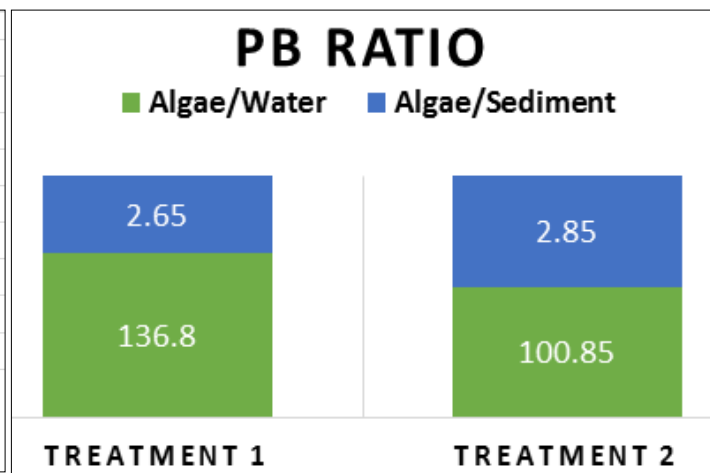 PB RATIO
Algae/Water Algae/Sediment
2.65 2.85
136.8 100.85
TREATMENT 1 TREATMENT 2